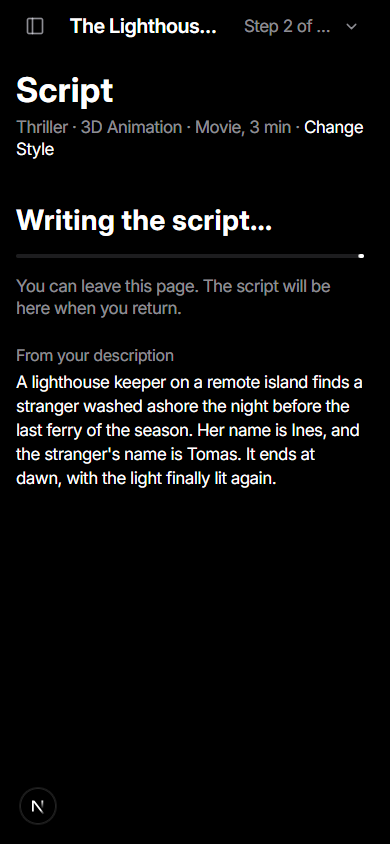 The Lighthous...
Step 2 of ...
Script
Thriller · 3D Animation · Movie, 3 min · Change
Style
Writing the script...
You can leave this page. The script will be
here when you return.
From your description
A lighthouse keeper on a remote island finds a
stranger washed ashore the night before the
last ferry of the season. Her name is Ines, and
the stranger's name is Tomas. It ends at
dawn, with the light finally lit again.
N